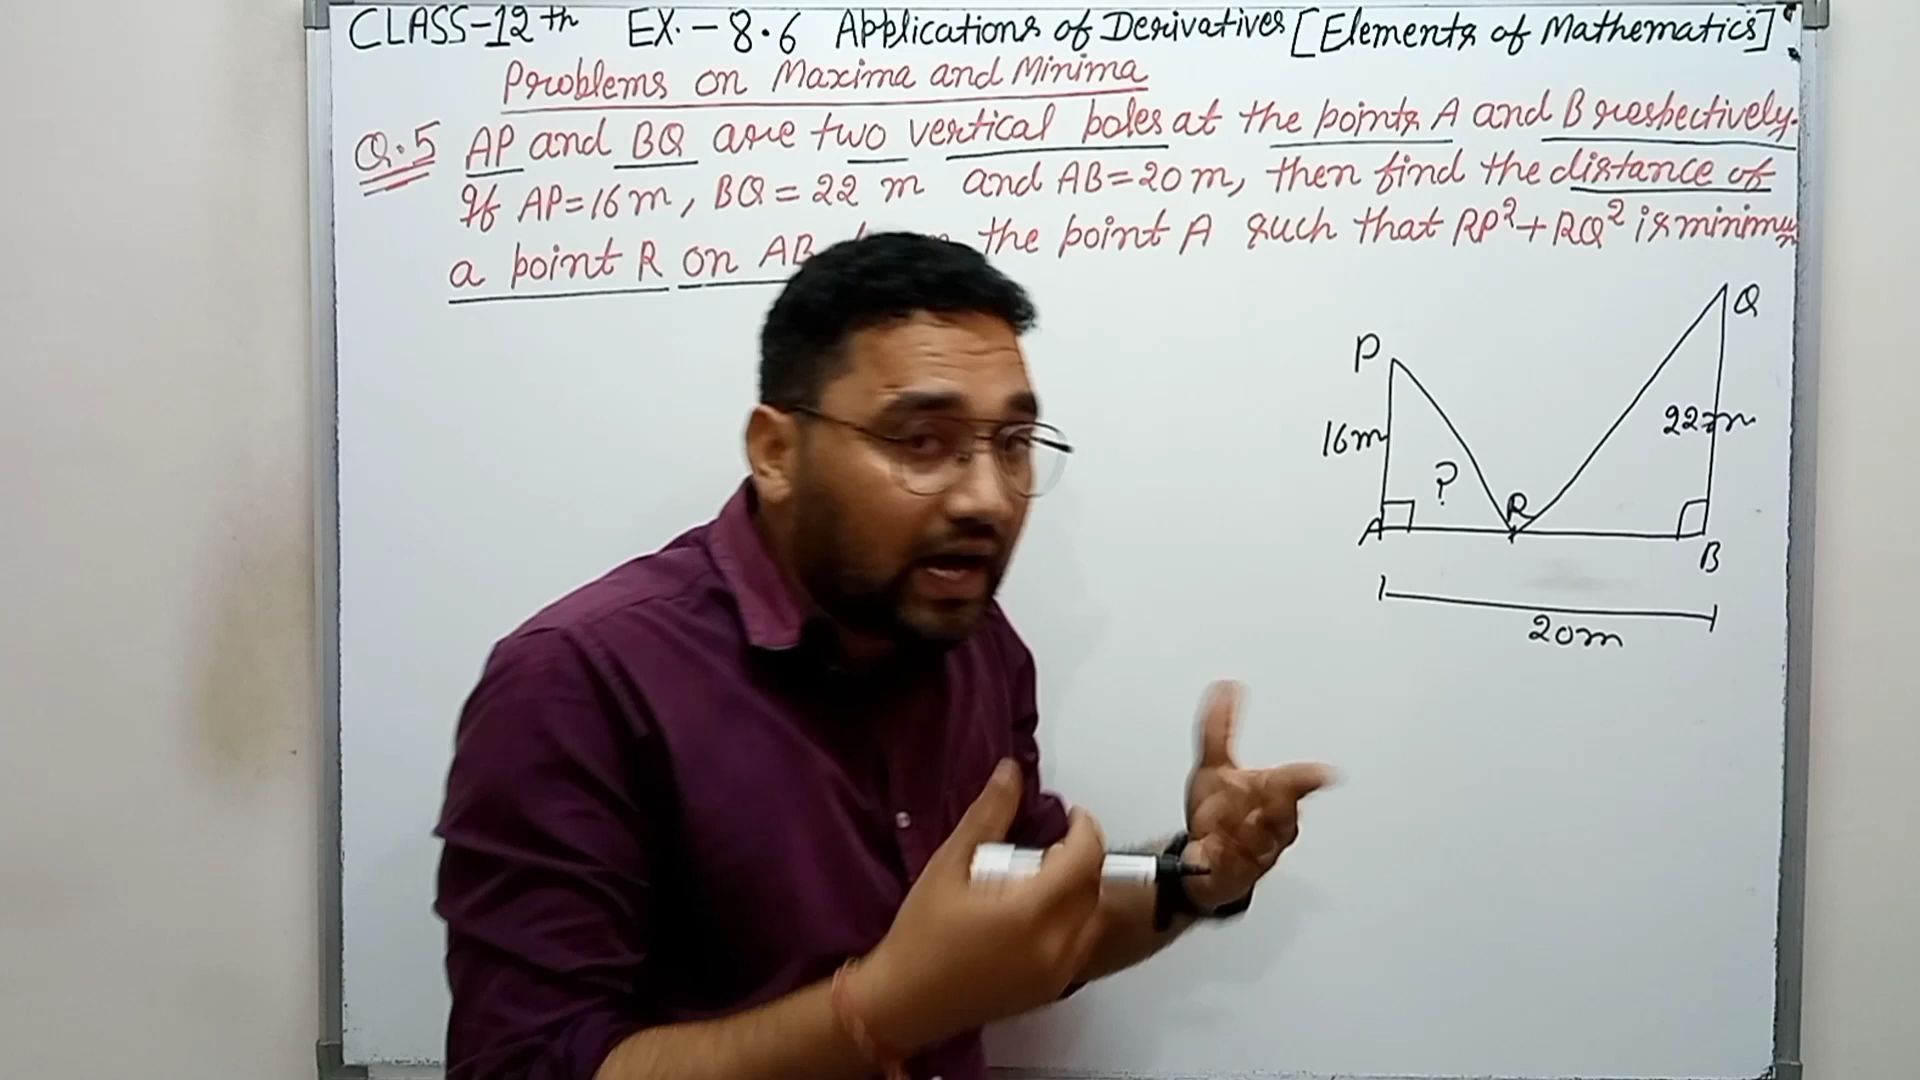 CLASS-12th EX.-8.6 Applications of Derivatives [Elements of Mathematics]
Problems on Maxima and Minima
Q.5 AP and BQ are two vertical poles at the points A and B respectively.
If AP=16m, BQ=22 m and AB=20m, then find the distance of
a point R on AB the point A such that RP²+RQ² is minimum
Q
P
16m
22m
?
R
A
B
20m